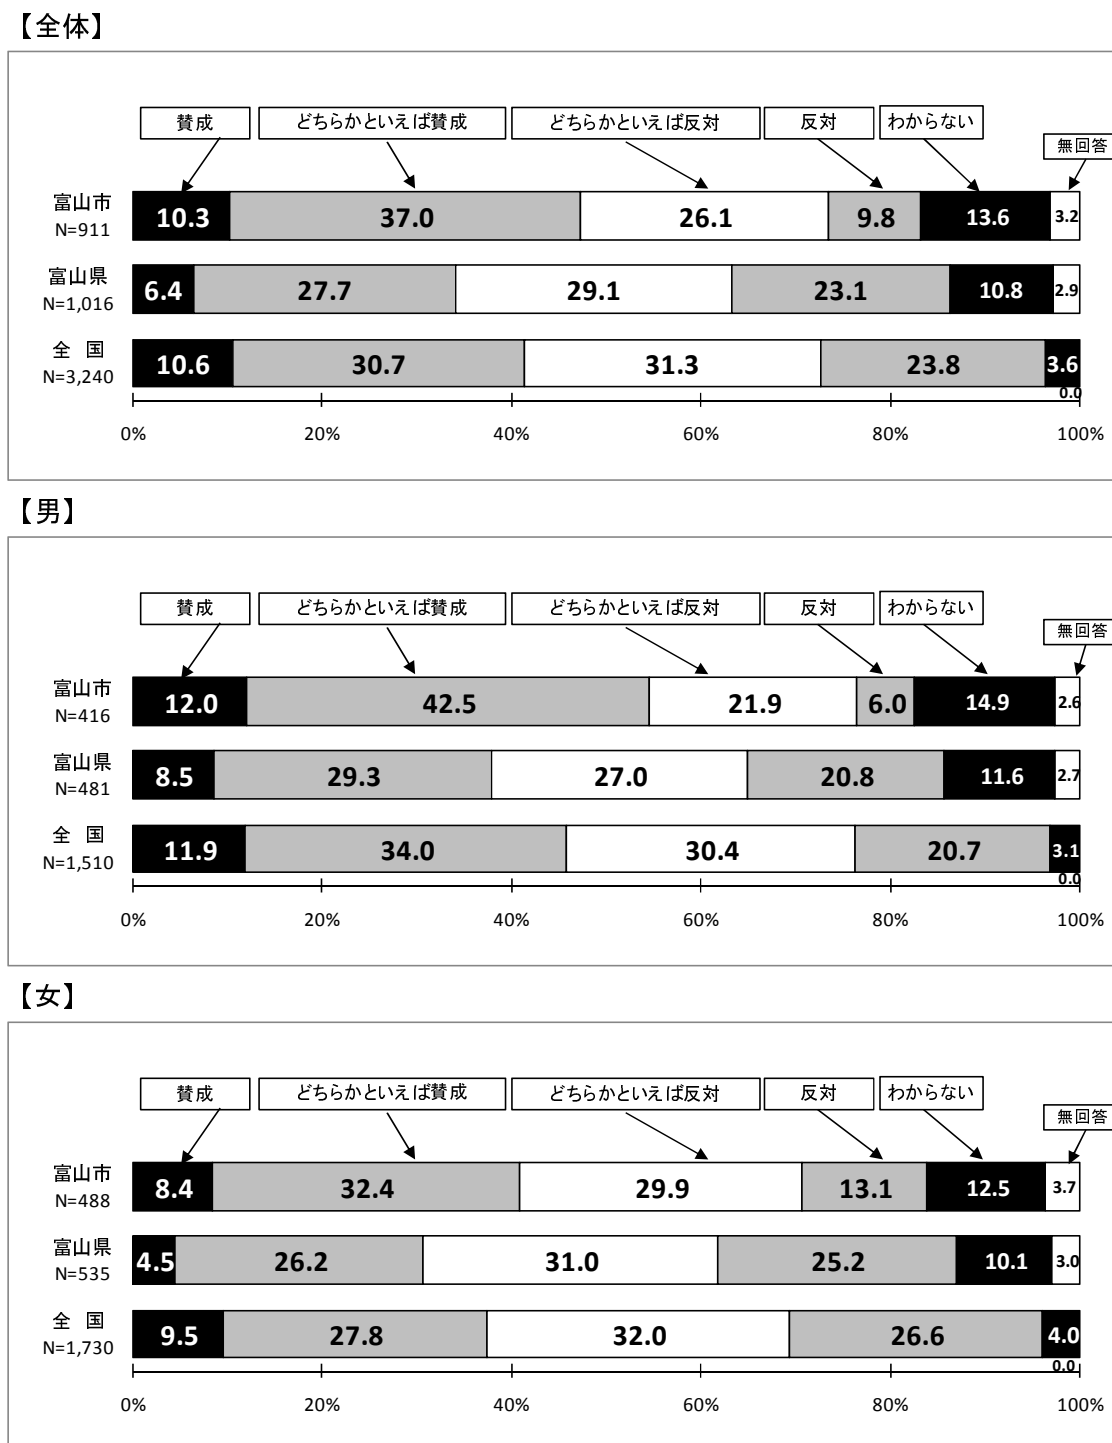 【全体】
賛成 どちらかといえば賛成 どちらかといえば反対 反対 わからない 無回答
富山市 N=911 10.3 37.0 26.1 9.8 13.6 3.2
富山県 N=1,016 6.4 27.7 29.1 23.1 10.8 2.9
全 国 N=3,240 10.6 30.7 31.3 23.8 3.6 0.0
0% 20% 40% 60% 80% 100%
【男】
賛成 どちらかといえば賛成 どちらかといえば反対 反対 わからない 無回答
富山市 N=416 12.0 42.5 21.9 6.0 14.9 2.6
富山県 N=481 8.5 29.3 27.0 20.8 11.6 2.7
全 国 N=1,510 11.9 34.0 30.4 20.7 3.1 0.0
0% 20% 40% 60% 80% 100%
【女】
賛成 どちらかといえば賛成 どちらかといえば反対 反対 わからない 無回答
富山市 N=488 8.4 32.4 29.9 13.1 12.5 3.7
富山県 N=535 4.5 26.2 31.0 25.2 10.1 3.0
全 国 N=1,730 9.5 27.8 32.0 26.6 4.0 0.0
0% 20% 40% 60% 80% 100%